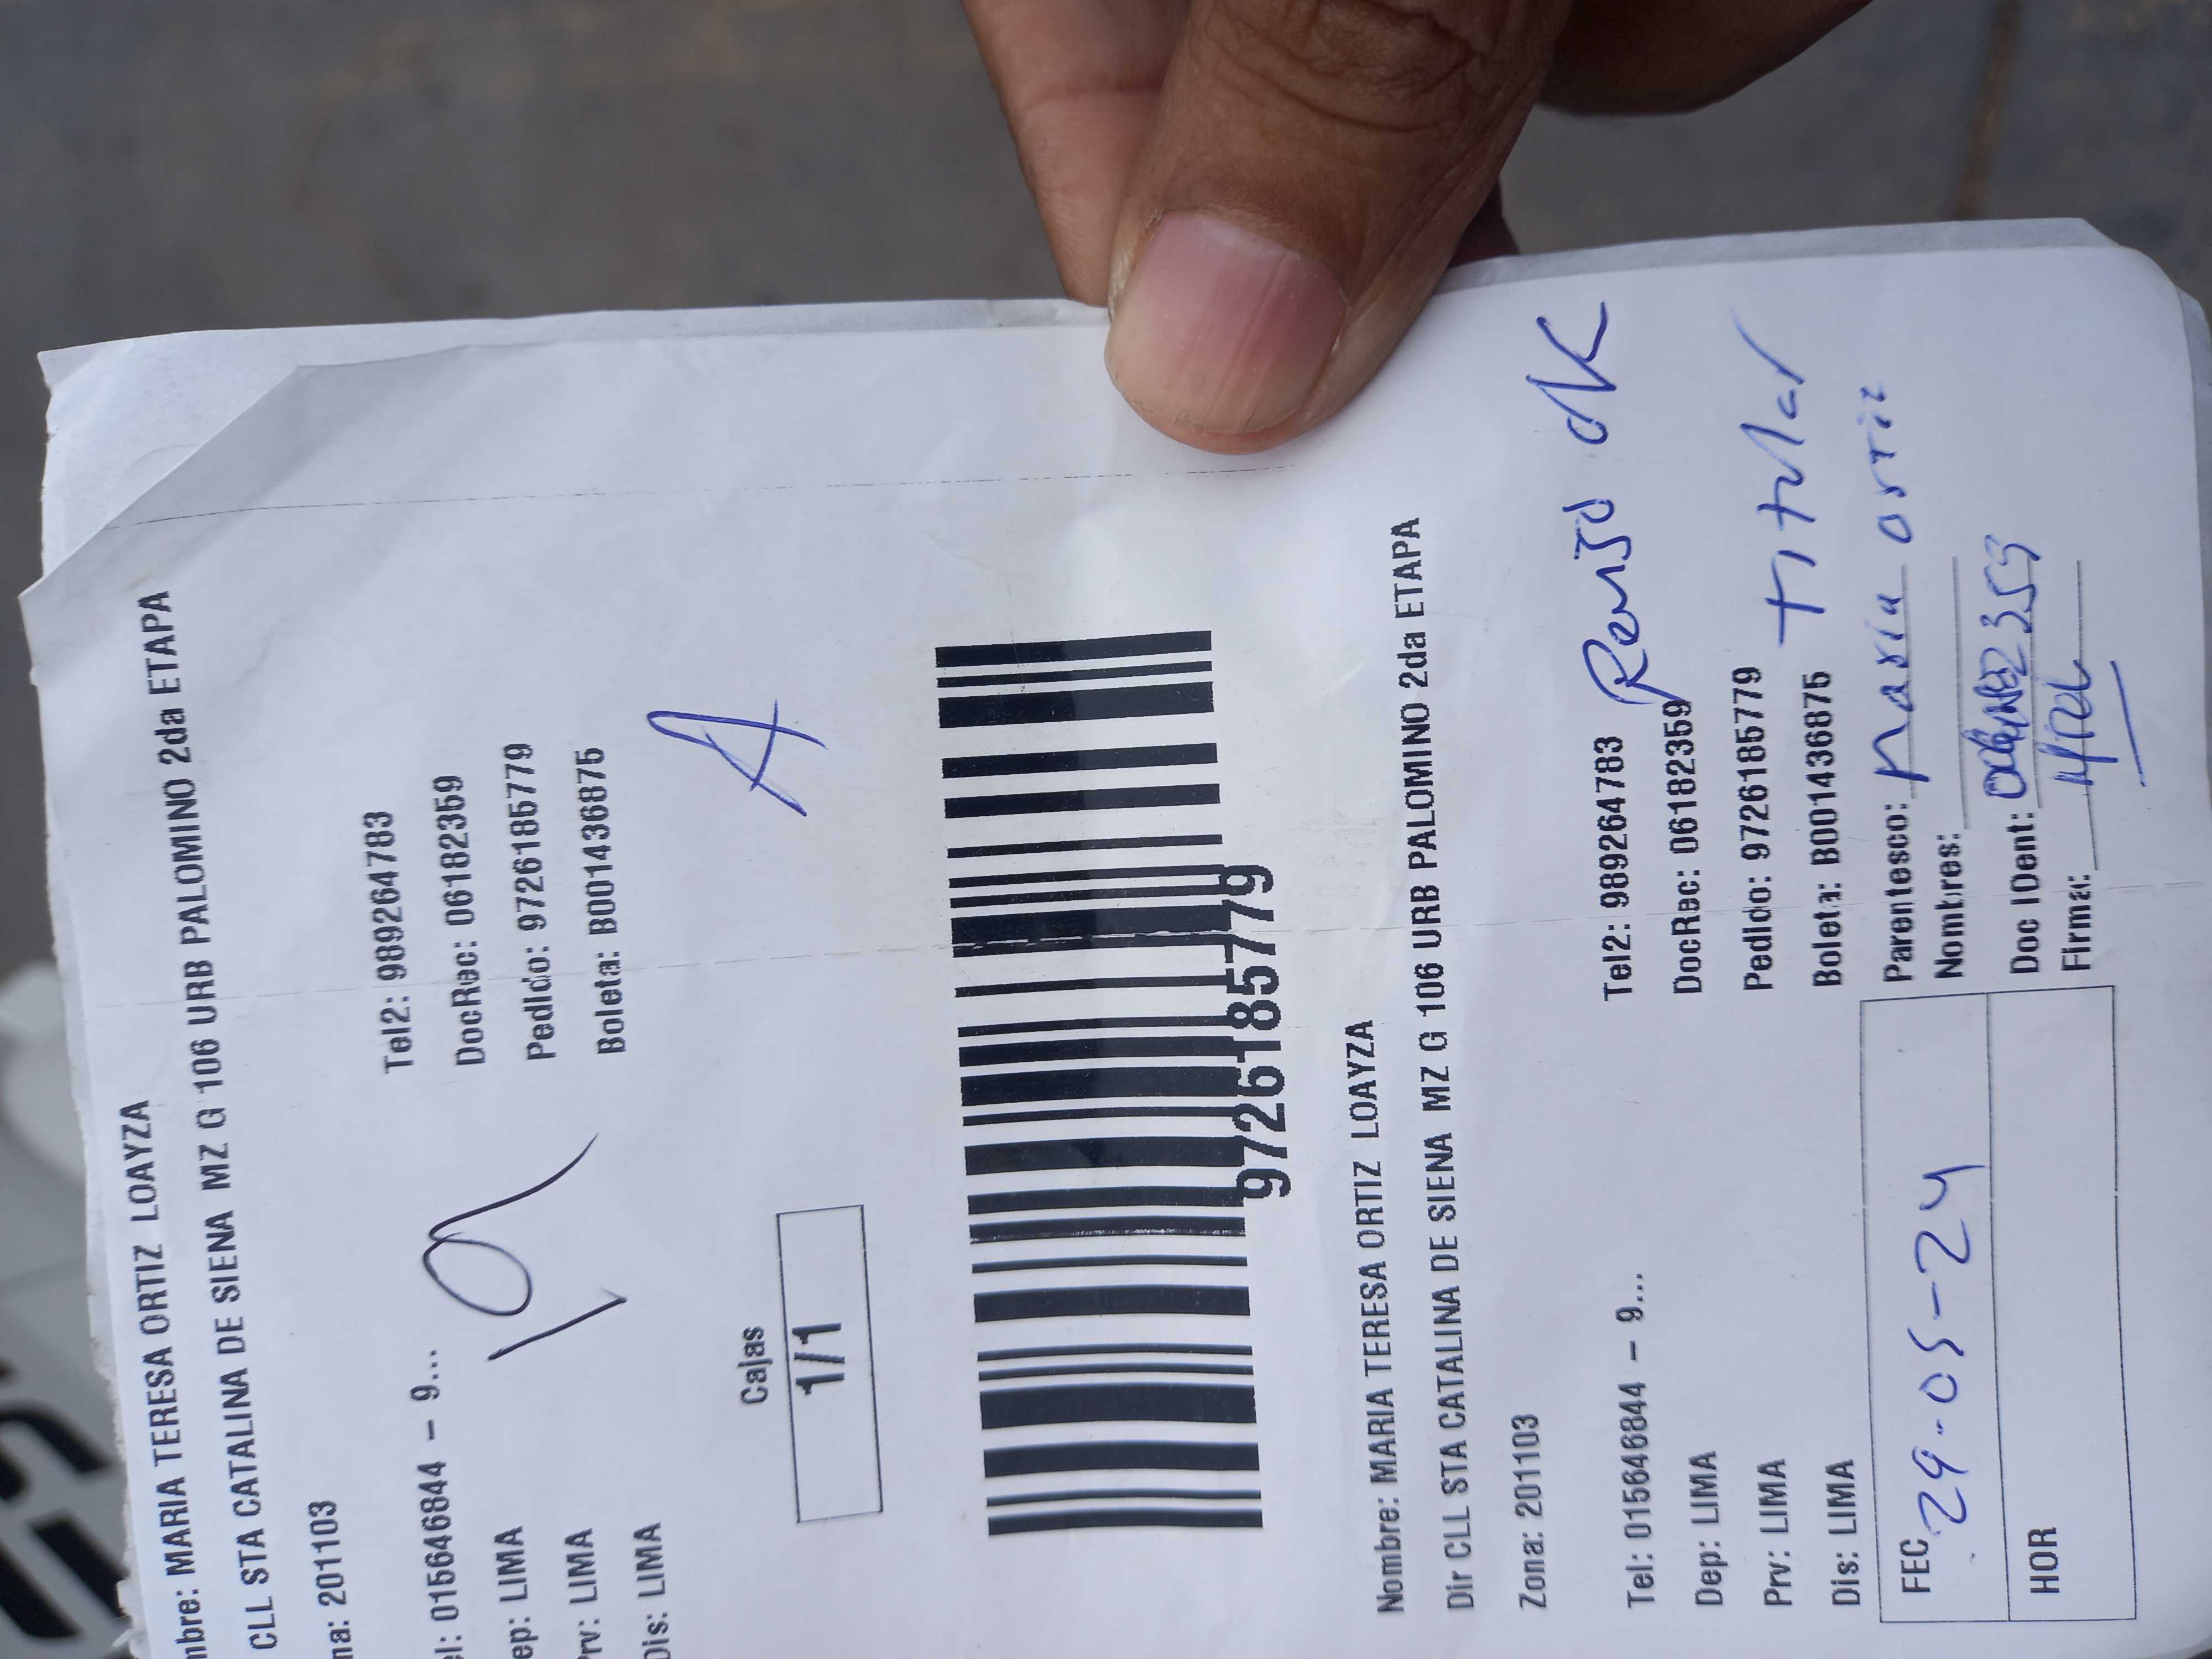 mbre: MARIA TERESA ORTIZ LOAYZA
CLL STA CATALINA DE SIENA MZ G 106 URB PALOMINO 2da ETAPA
na: 201103
el: 015646844 - 9...
Tel2: 989264783
ep: LIMA
DocRec: 06182359
rv: LIMA
PedIdo: 9726185779
Dis: LIMA
Boleta: B001436875
A
Cajas
1/1
9726185779
Nombre: MARIA TERESA ORTIZ LOAYZA
Dir CLL STA CATALINA DE SIENA MZ G 106 URB PALOMINO 2da ETAPA
Zona: 201103
Tel: 015646844 - 9...
Tel2: 989264783
OK
Dep: LIMA
DocRec: 06182359
Prv: LIMA
PedIdo: 9726185779
titular
Dis: LIMA
Boleta: B001436875
FEC 29-05-24
Parentesco: maria ortiz
Nombres:
HOR
Doc IDent:
Firma: